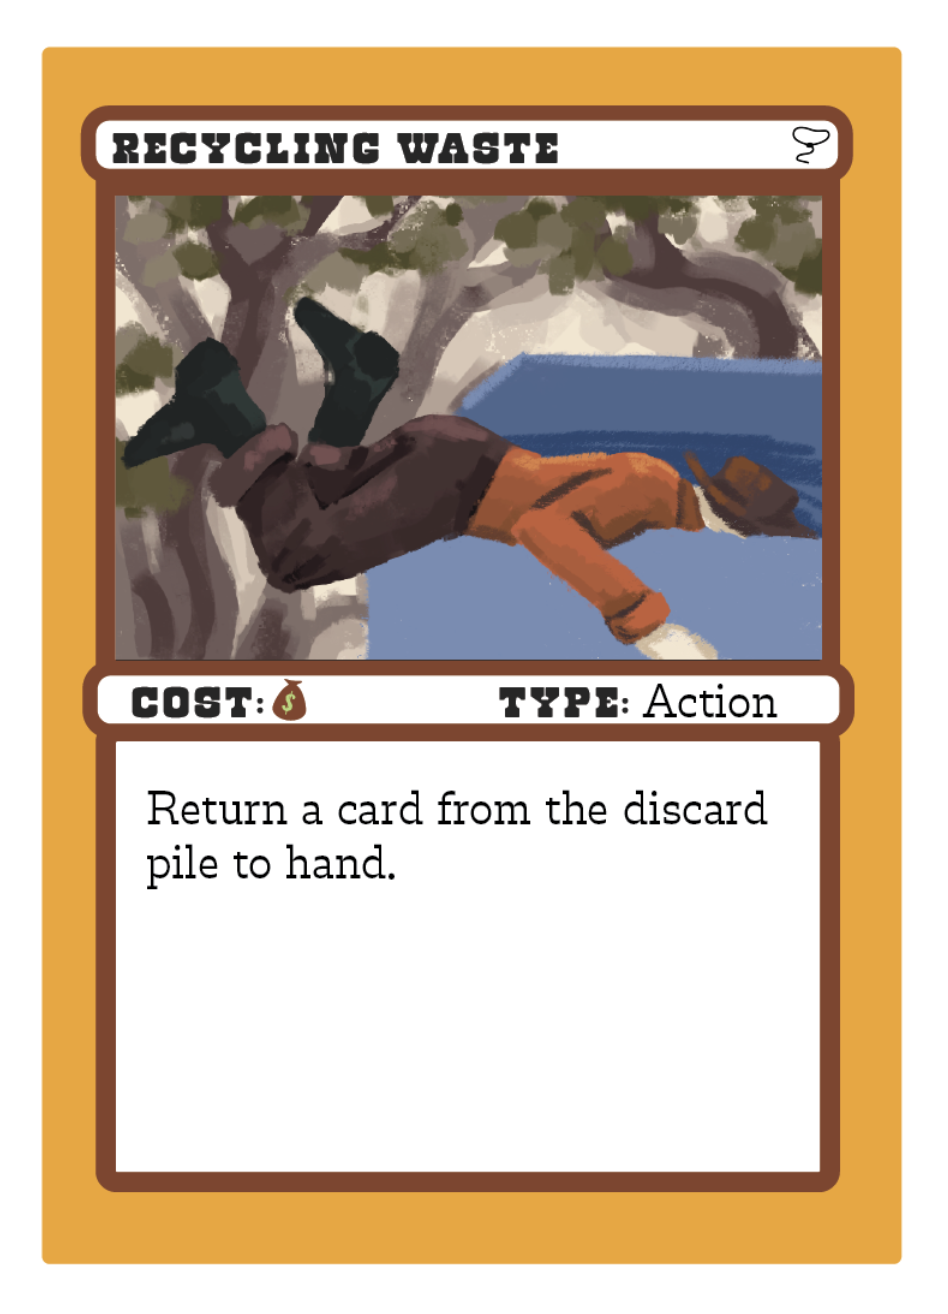 RECYCLING WASTE
COST:
TYPE: Action
Return a card from the discard
pile to hand.